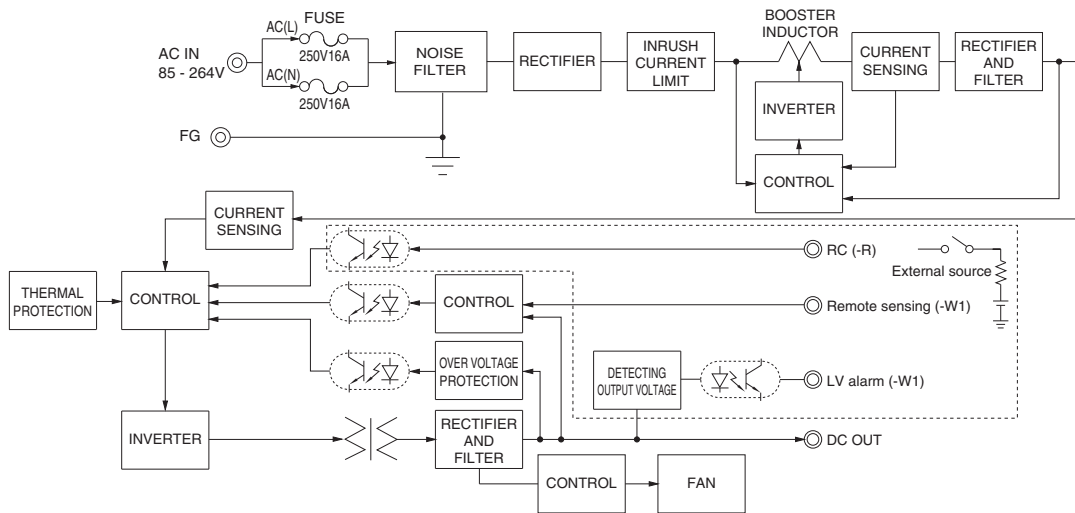 FUSE
AC IN
85 - 264V
AC(L)
250V16A
AC(N)
250V16A
FG
NOISE
FILTER
RECTIFIER
INRUSH
CURRENT
LIMIT
BOOSTER
INDUCTOR
CURRENT
SENSING
RECTIFIER
AND
FILTER
INVERTER
CONTROL
CURRENT
SENSING
RC (-R)
External source
THERMAL
PROTECTION
CONTROL
CONTROL
Remote sensing (-W1)
OVER VOLTAGE
PROTECTION
DETECTING
OUTPUT VOLTAGE
LV alarm (-W1)
INVERTER
RECTIFIER
AND
FILTER
DC OUT
CONTROL
FAN